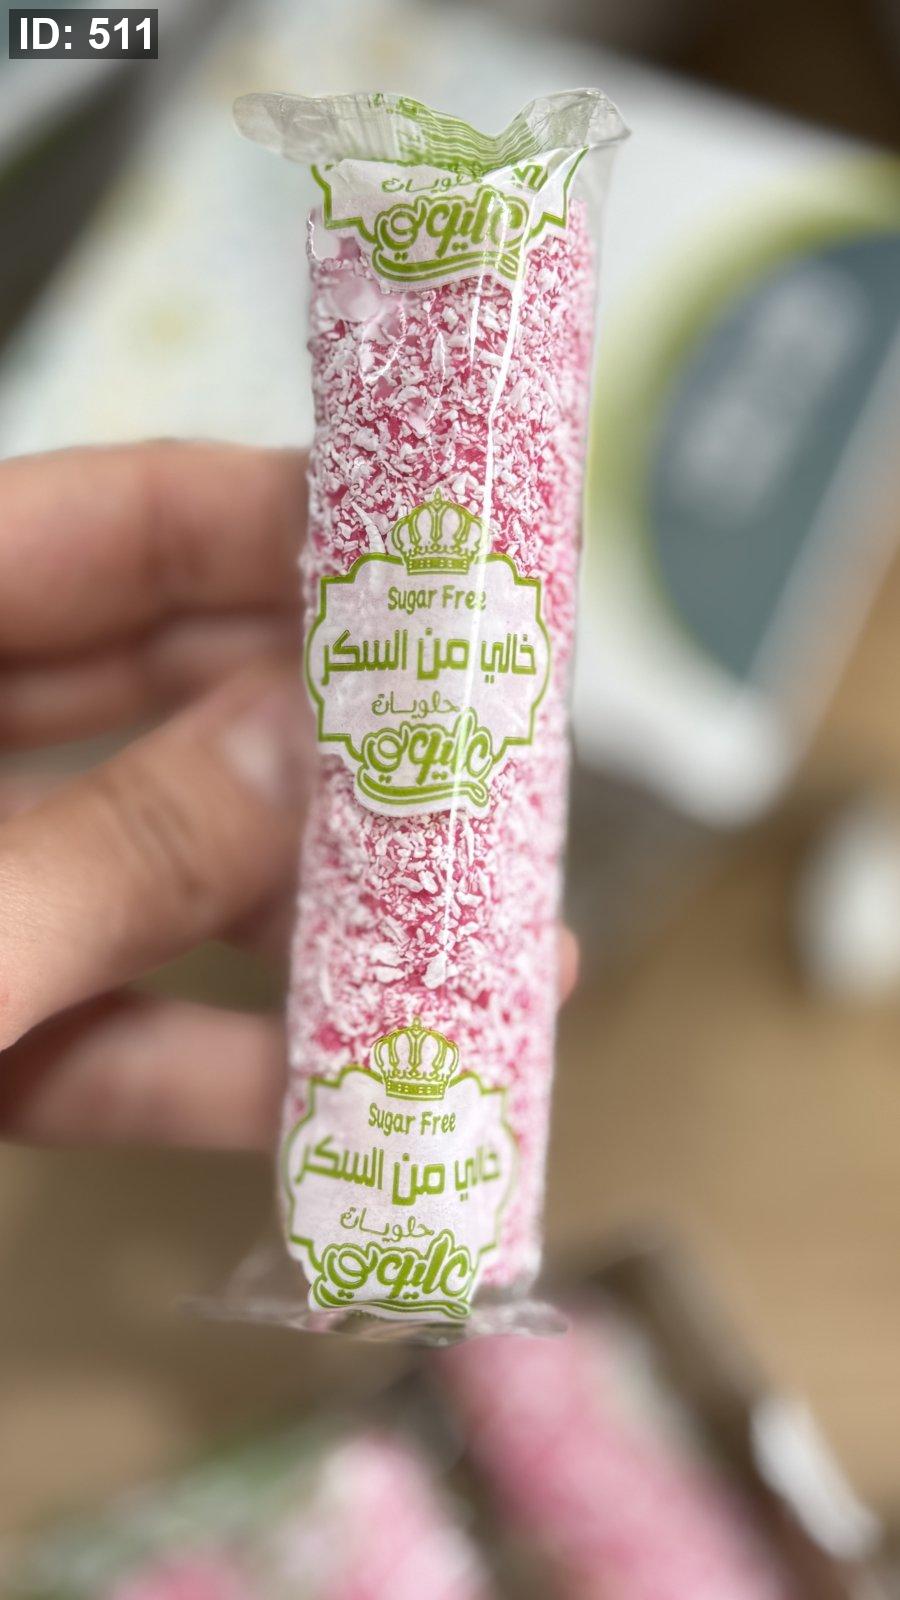 ID: 511
حلويات
عليوي
Sugar Free
خالي من السكر
حلويات
عليوي
Sugar Free
خالي من السكر
حلويات
عليوي